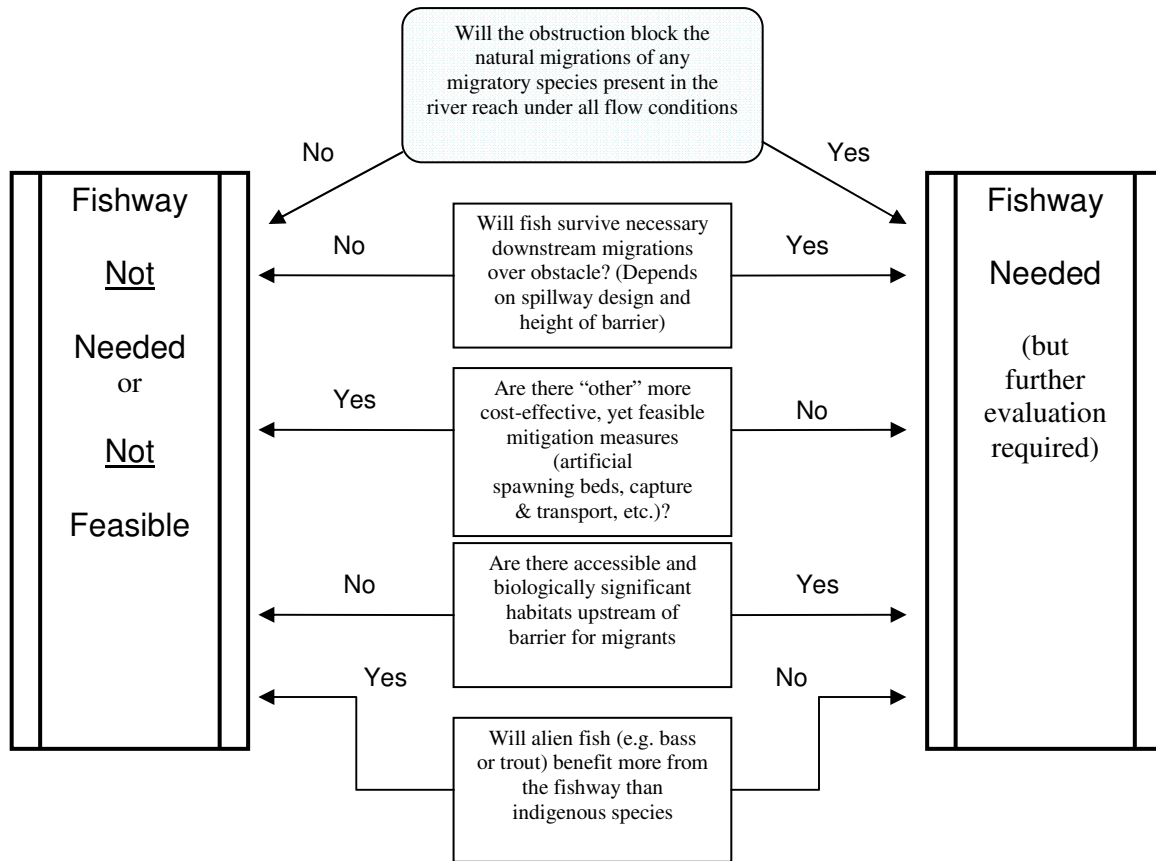 Will the obstruction block the
natural migrations of any
migratory species present in the
river reach under all flow conditions
No
Yes
Fishway
Not
Needed
or
Not
Feasible
Will fish survive necessary
downstream migrations
over obstacle? (Depends
on spillway design and
height of barrier)
No
Yes
Fishway
Needed
(but
further
evaluation
required)
Yes
Are there “other” more
cost-effective, yet feasible
mitigation measures
(artificial
spawning beds, capture
& transport, etc.)?
No
No
Are there accessible and
biologically significant
habitats upstream of
barrier for migrants
Yes
Yes
Will alien fish (e.g. bass
or trout) benefit more from
the fishway than
indigenous species
No